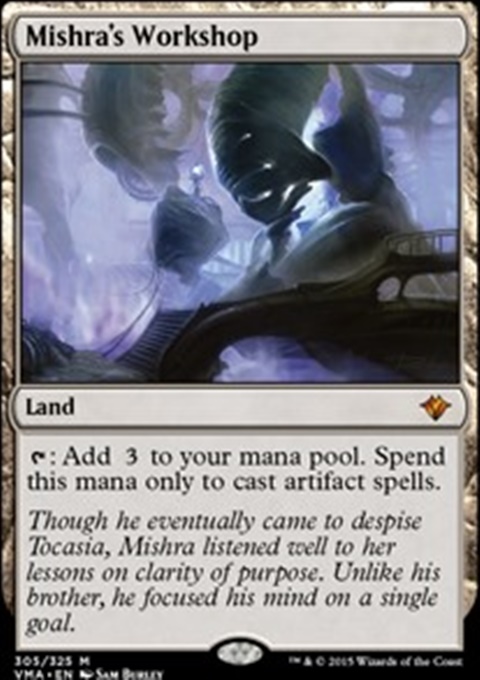 Mishra's Workshop
Land
: Add 3 to your mana pool. Spend
this mana only to cast artifact spells.
Though he eventually came to despise
Tocasia, Mishra listened well to her
lessons on clarity of purpose. Unlike his
brother, he focused his mind on a single
goal.
305/325 M
VMA • EN Sam Burley
™ & © 2015 Wizards of the Coast